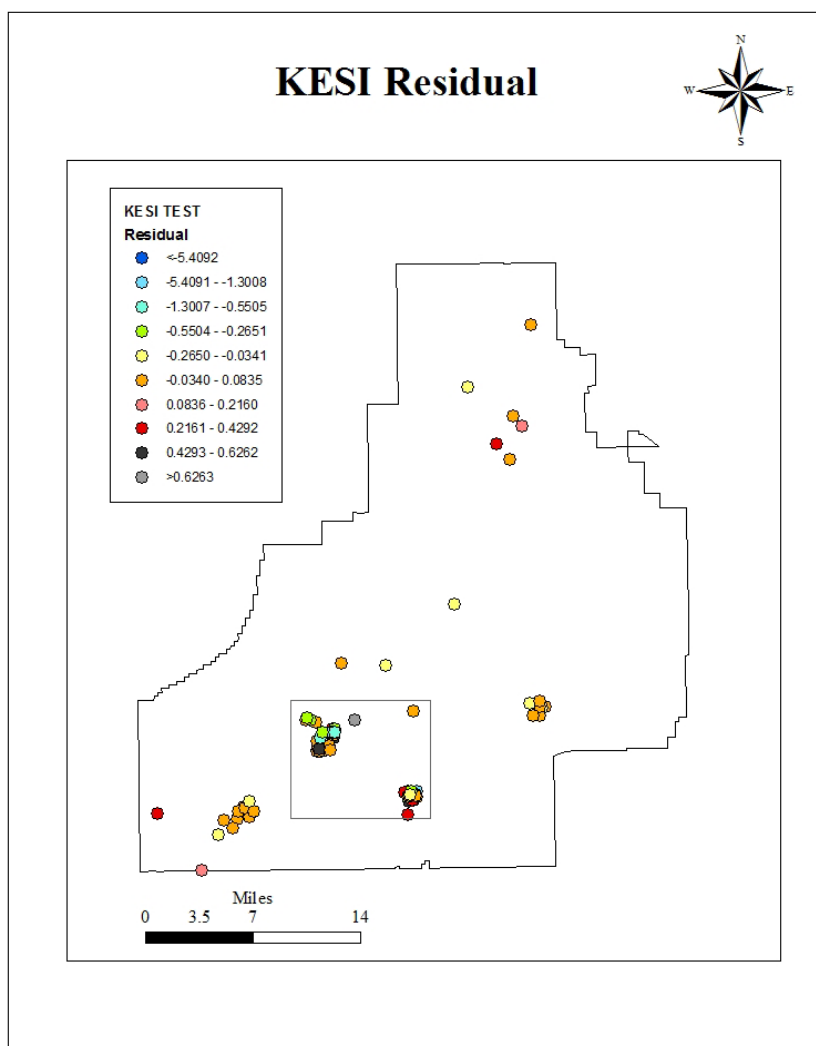 KESI Residual
N
W E
S
KESI TEST
Residual
<-5.4092
-5.4091 - -1.3008
-1.3007 - -0.5505
-0.5504 - -0.2651
-0.2650 - -0.0341
-0.0340 - 0.0835
0.0836 - 0.2160
0.2161 - 0.4292
0.4293 - 0.6262
>0.6263
Miles
0 3.5 7 14